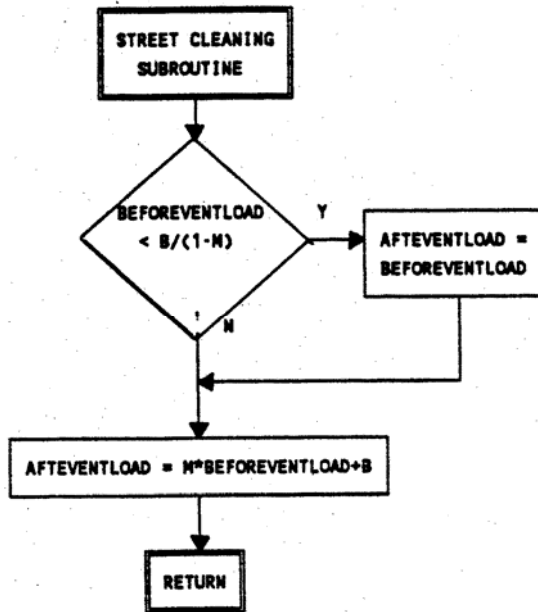 STREET CLEANING
SUBROUTINE
BEFOREVENTLOAD
< B/(1-M)
Y
AFTEVENTLOAD =
BEFOREVENTLOAD
N
AFTEVENTLOAD = M*BEFOREVENTLOAD+B
RETURN